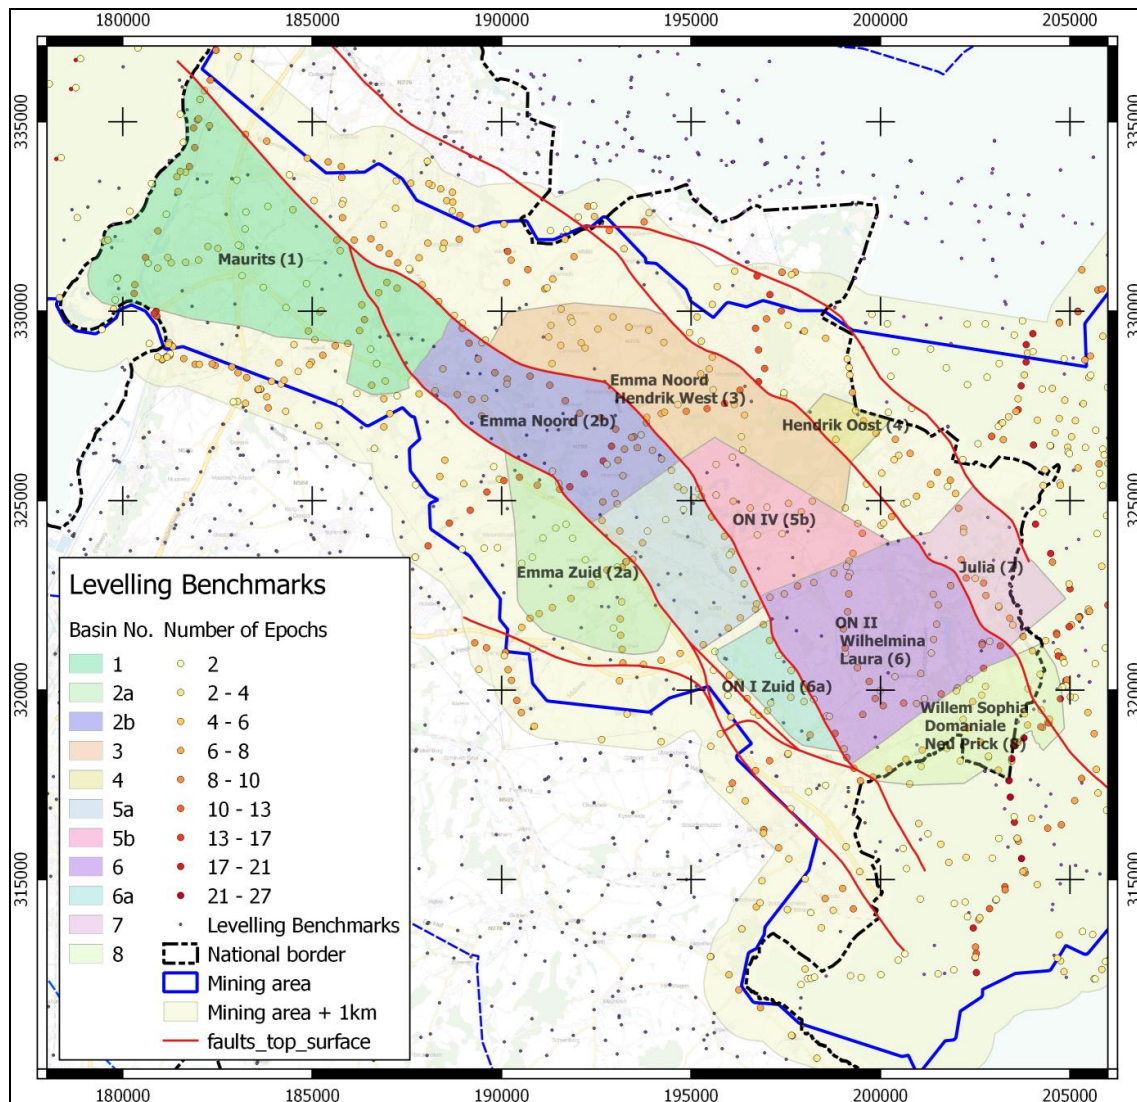 180000 185000 190000 195000 200000 205000
335000 335000
330000 330000
325000 325000
320000 320000
315000 315000
Maurits (1)
Emma Noord
Hendrik West (3)
Emma Noord (2b)
Hendrik Oost (4)
ON IV (5b)
Emma Zuid (2a)
Julia (7)
ON II
Wilhelmina
Laura (6)
ON I Zuid (6a)
Willem Sophia
Domaniale
Neu Prick (8)
Levelling Benchmarks
Basin No. Number of Epochs
1 2
2a 2 - 4
2b 4 - 6
3 6 - 8
4 8 - 10
5a 10 - 13
5b 13 - 17
6 17 - 21
6a 21 - 27
7 Levelling Benchmarks
8 National border
Mining area
Mining area + 1km
faults_top_surface
180000 185000 190000 195000 200000 205000